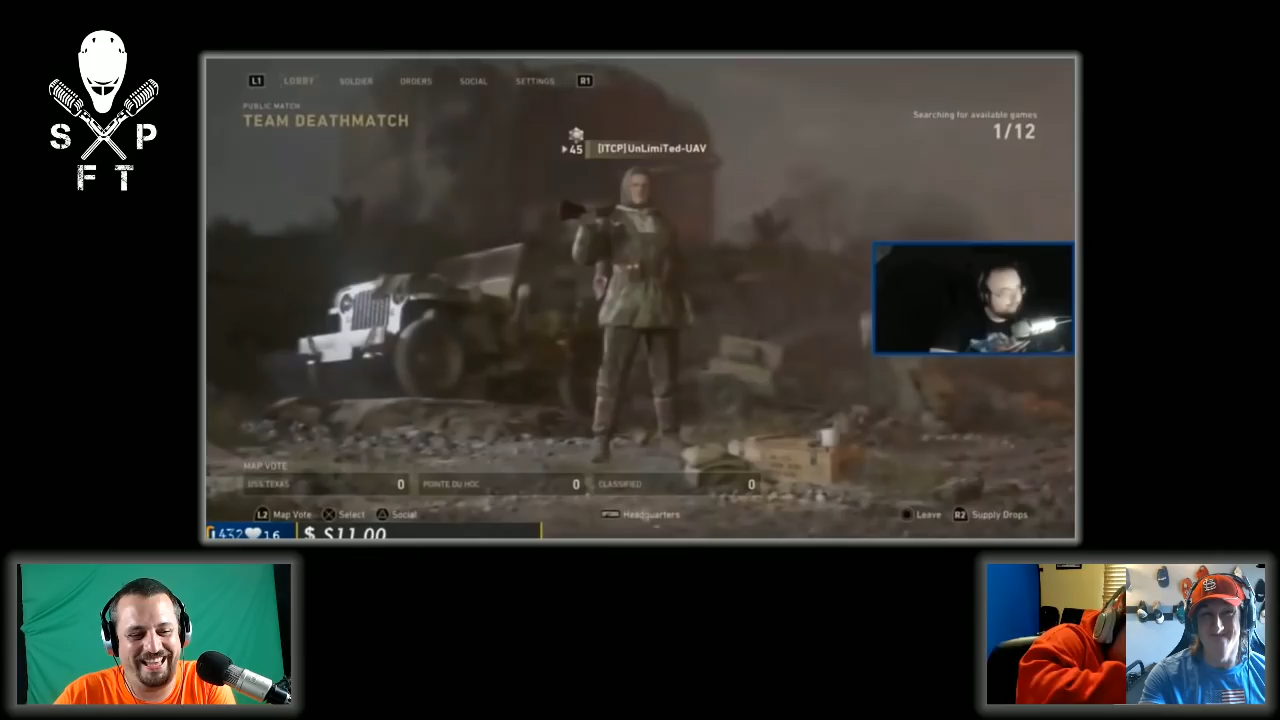 S P
F T
L1 LOBBY SOLDIER ORDERS SOCIAL SETTINGS R1
PUBLIC MATCH
TEAM DEATHMATCH
Searching for available games
1/12
45 [ITCP]UnLimiTed-UAV
MAP VOTE
USS TEXAS 0 POINTE DU HOC 0 CLASSIFIED 0
L2 Map Vote Select Social OPTIONS Headquarters Leave R2 Supply Drops
1432 16 $ $11.00